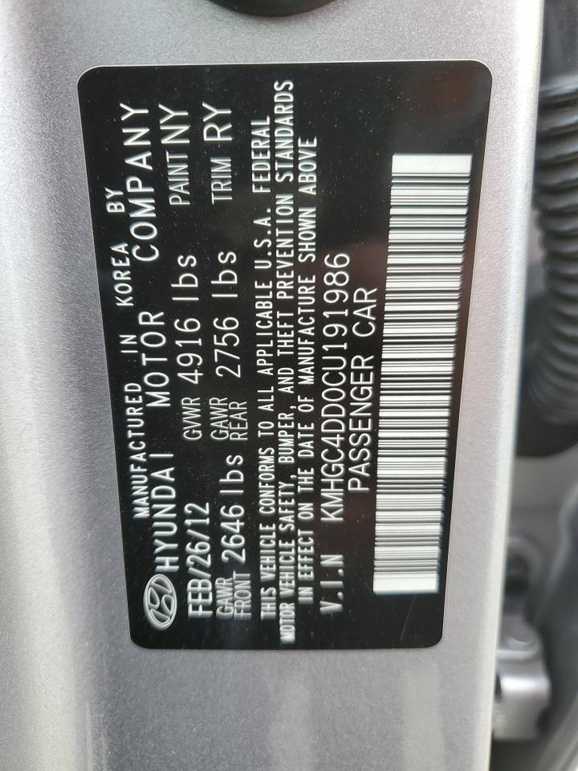 MANUFACTURED IN KOREA BY
HYUNDAI MOTOR COMPANY
FEB/26/12 GVWR 4916 lbs PAINT NY
GAWR FRONT 2646 lbs GAWR REAR 2756 lbs TRIM RY
THIS VEHICLE CONFORMS TO ALL APPLICABLE U.S.A. FEDERAL
MOTOR VEHICLE SAFETY, BUMPER, AND THEFT PREVENTION STANDARDS
IN EFFECT ON THE DATE OF MANUFACTURE SHOWN ABOVE
V.I.N KMHGC4DD0CU191986
PASSENGER CAR